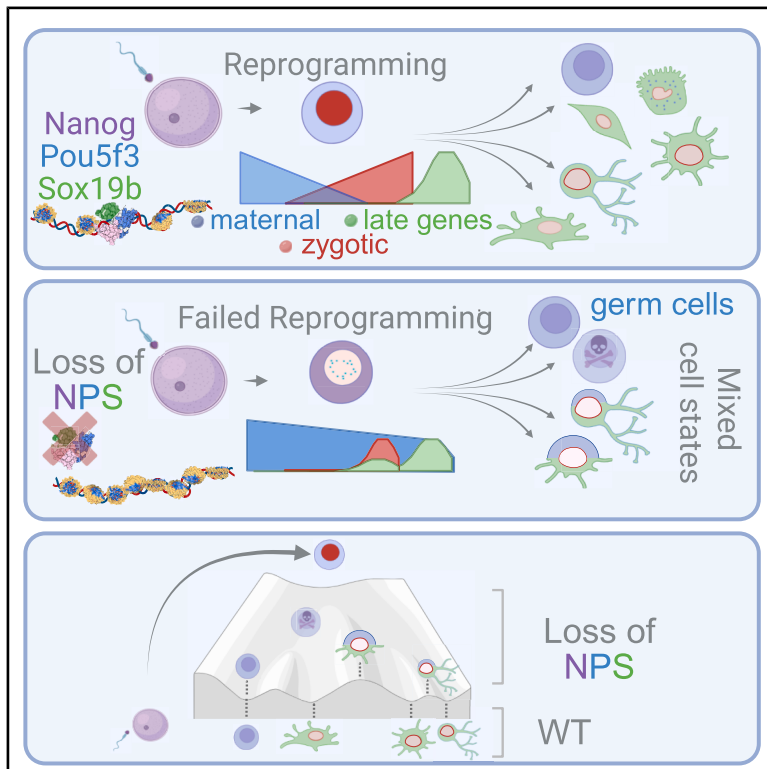 Reprogramming
Nanog
Pou5f3
Sox19b
maternal
late genes
zygotic
Failed Reprogramming
germ cells
Loss of
NPS
Mixed
cell states
Loss of
NPS
WT